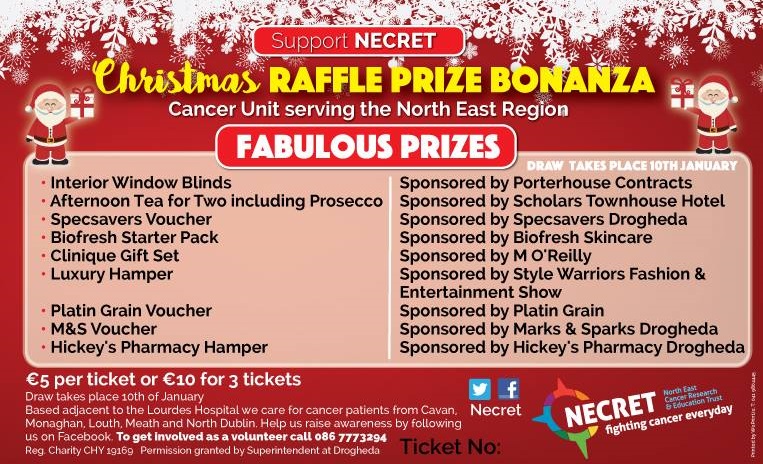 Support NECRET
Christmas RAFFLE PRIZE BONANZA
Cancer Unit serving the North East Region
FABULOUS PRIZES
DRAW TAKES PLACE 10TH JANUARY
• Interior Window Blinds
Sponsored by Porterhouse Contracts
• Afternoon Tea for Two including Prosecco
Sponsored by Scholars Townhouse Hotel
• Specsavers Voucher
Sponsored by Specsavers Drogheda
• Biofresh Starter Pack
Sponsored by Biofresh Skincare
• Clinique Gift Set
Sponsored by M O'Reilly
• Luxury Hamper
Sponsored by Style Warriors Fashion &
Entertainment Show
• Platin Grain Voucher
Sponsored by Platin Grain
• M&S Voucher
Sponsored by Marks & Sparks Drogheda
• Hickey's Pharmacy Hamper
Sponsored by Hickey's Pharmacy Drogheda
€5 per ticket or €10 for 3 tickets
Draw takes place 10th of January
Based adjacent to the Lourdes Hospital we care for cancer patients from Cavan,
Monaghan, Louth, Meath and North Dublin. Help us raise awareness by following
us on Facebook. To get involved as a volunteer call 086 7773294
Reg. Charity CHY 19169 Permission granted by Superintendent at Drogheda
Necret
Ticket No:
NECRET
North East
Cancer Research
& Education Trust
fighting cancer everyday